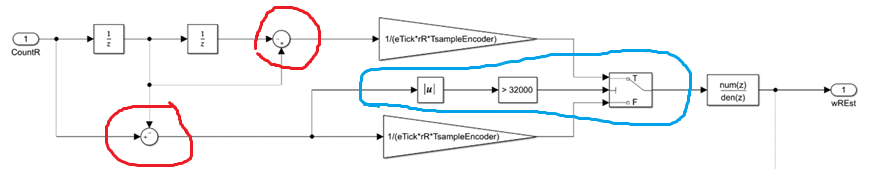 1
CountR
1
z
1
z
1/(eTick*rR*TsampleEncoder)
|u|
> 32000
T
F
num(z)
den(z)
1
wREst
1/(eTick*rR*TsampleEncoder)